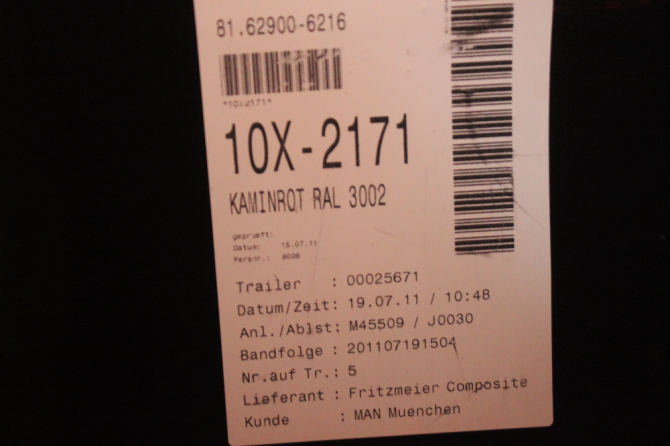 81.62900-6216
*10X2171*
10X-2171
KAMINROT RAL 3002
geprueft:
Datum: 15.07.11
Persnr.: 8006
Trailer : 00025671
Datum/Zeit: 19.07.11 / 10:48
Anl./Ablst: M45509 / J0030
Bandfolge : 201107191504
Nr.auf Tr.: 5
Lieferant : Fritzmeier Composite
Kunde : MAN Muenchen